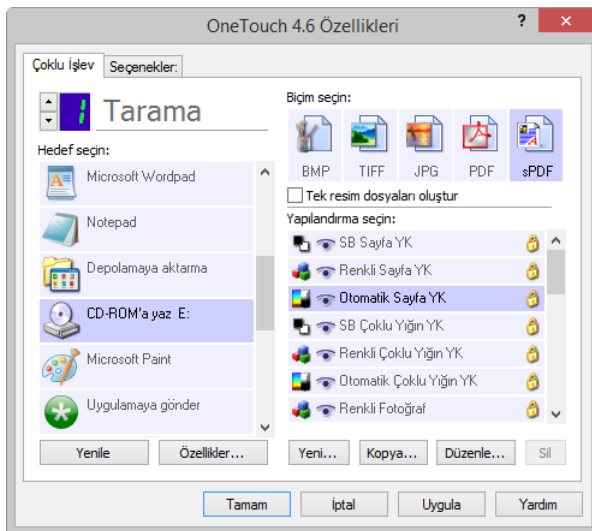 OneTouch 4.6 Özellikleri
?
×
Çoklu İşlev
Seçenekler:
1
Tarama
Hedef seçin:
Microsoft Wordpad
Notepad
Depolamaya aktarma
CD-ROM'a yaz E:
Microsoft Paint
Uygulamaya gönder
Yenile
Özellikler...
Biçim seçin:
BMP
TIFF
JPG
PDF
sPDF
Tek resim dosyaları oluştur
Yapılandırma seçin:
SB Sayfa YK
Renkli Sayfa YK
Otomatik Sayfa YK
SB Çoklu Yığın YK
Renkli Çoklu Yığın YK
Otomatik Çoklu Yığın YK
Renkli Fotoğraf
Yeni...
Kopya...
Düzenle...
Sil
Tamam
İptal
Uygula
Yardım